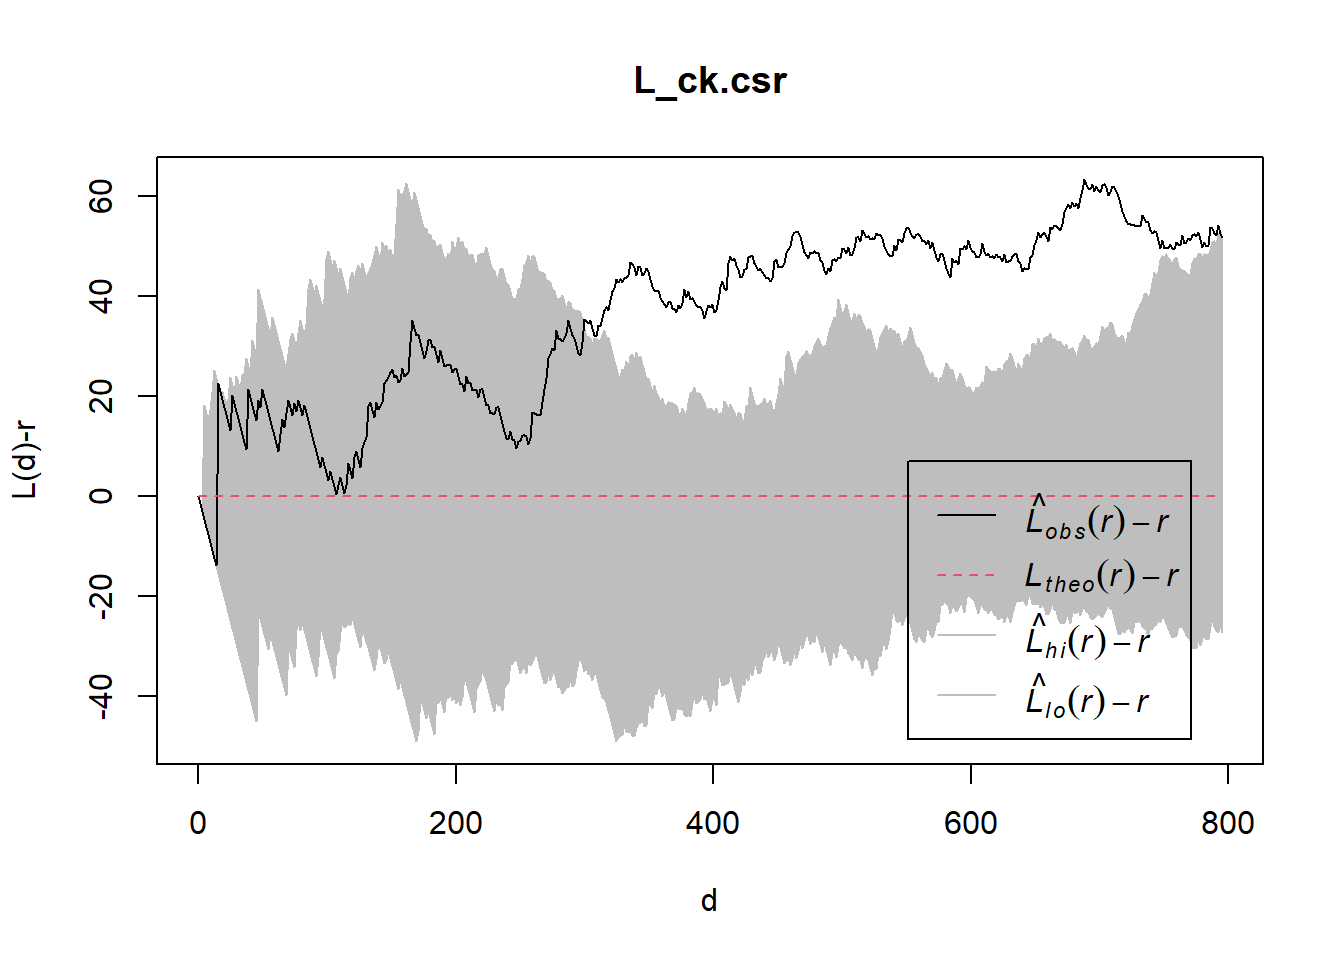 L_ck.csr
L(d)-r
60
40
20
0
-20
-40
0 200 400 600 800
d
L̂obs(r) – r
Ltheo(r) – r
L̂hi(r) – r
L̂lo(r) – r